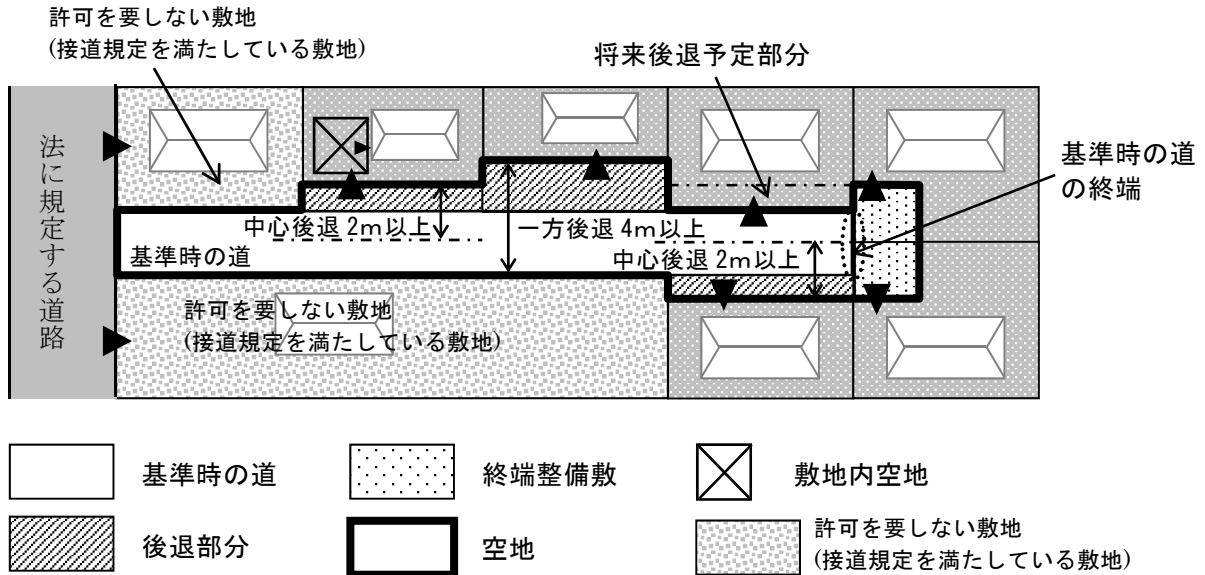 許可を要しない敷地
(接道規定を満たしている敷地)
将来後退予定部分
法に規定する道路
基準時の道
の終端
中心後退2m以上
一方後退4m以上
基準時の道
中心後退2m以上
許可を要しない敷地
(接道規定を満たしている敷地)
基準時の道
終端整備敷
敷地内空地
後退部分
空地
許可を要しない敷地
(接道規定を満たしている敷地)